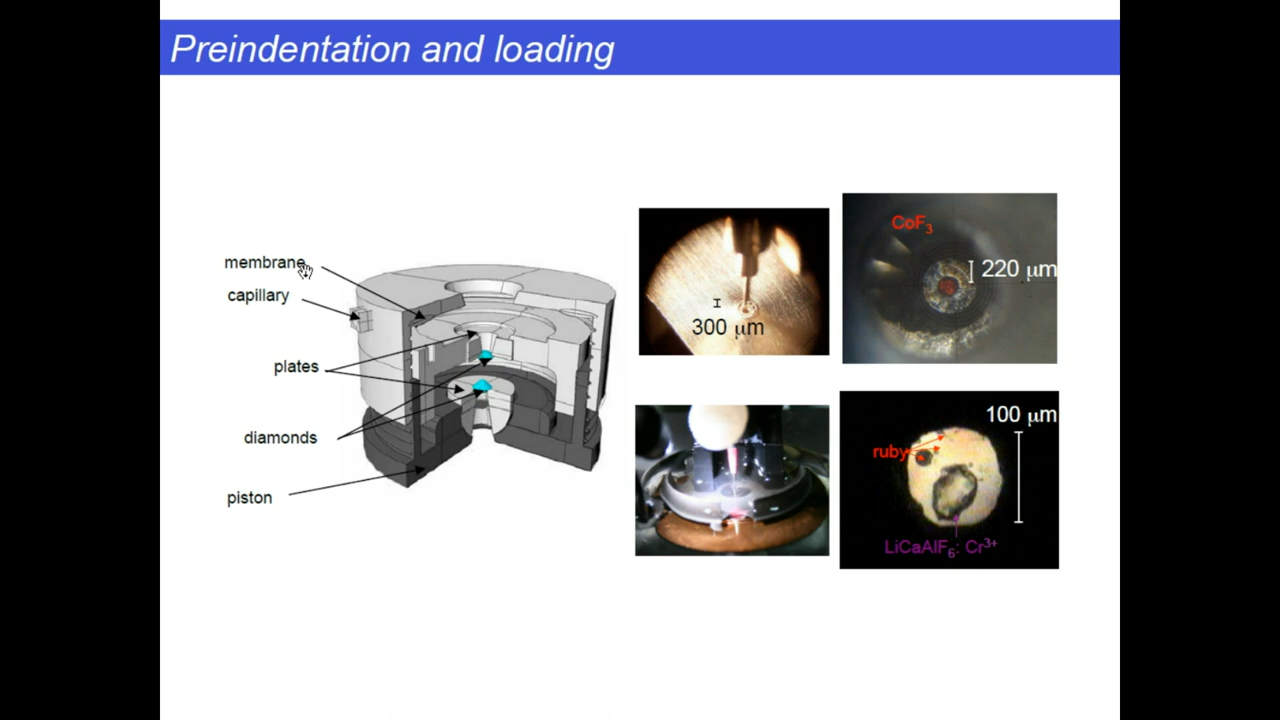 Preindentation and loading
membrane
capillary
plates
diamonds
piston
300 μm
CoF3
220 μm
100 μm
ruby
LiCaAlF6: Cr3+